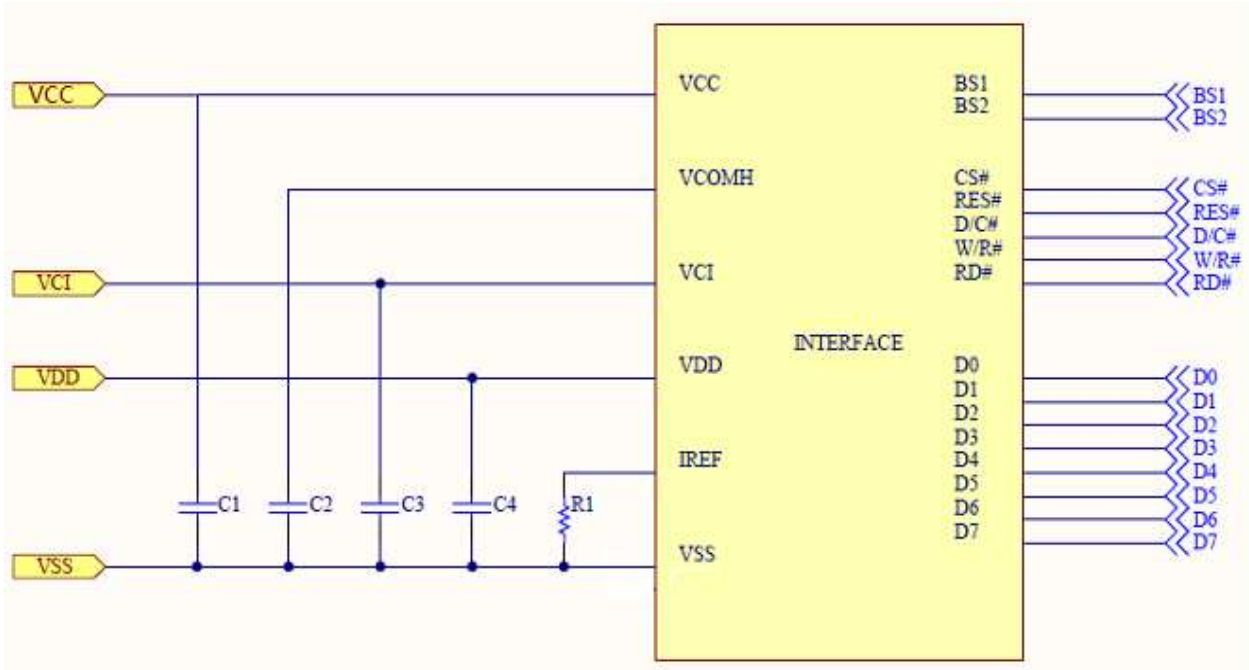 VCC
VCI
VDD
VSS
C1
C2
C3
C4
R1
VCC
VCOMH
VCI
VDD
IREF
VSS
INTERFACE
BS1
BS2
CS#
RES#
D/C#
W/R#
RD#
D0
D1
D2
D3
D4
D5
D6
D7
BS1
BS2
CS#
RES#
D/C#
W/R#
RD#
D0
D1
D2
D3
D4
D5
D6
D7